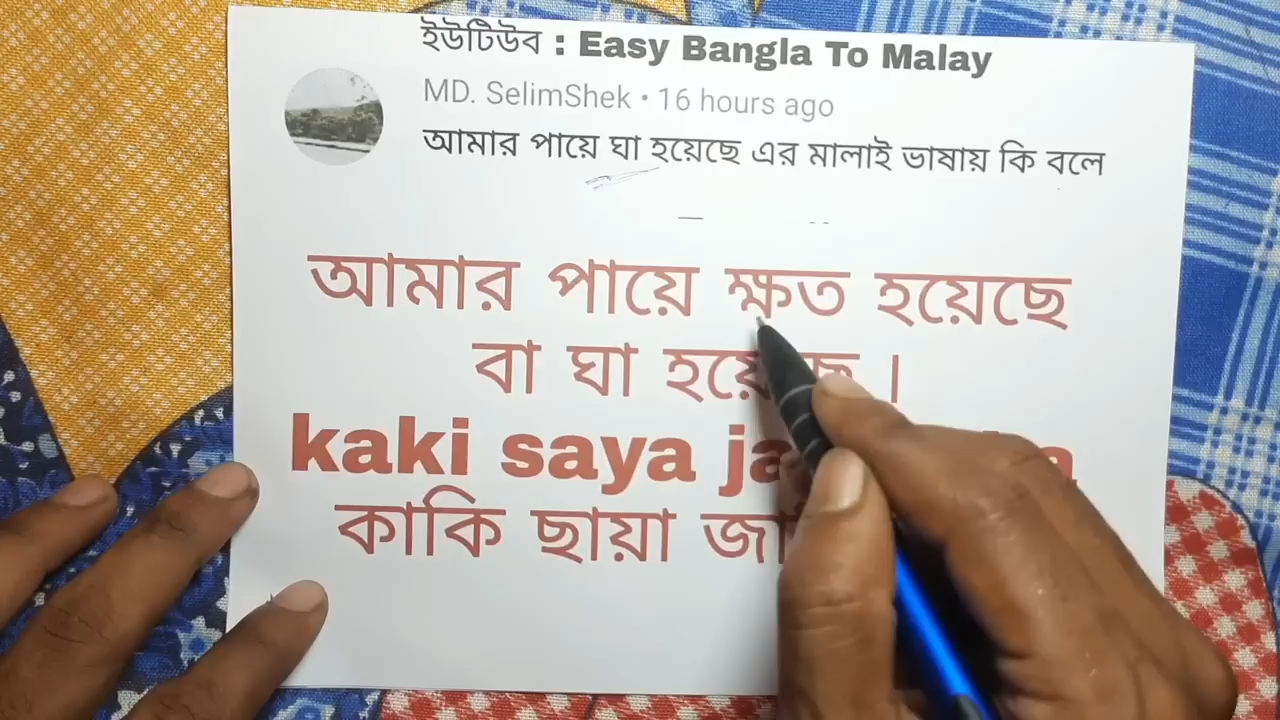 ইউটিউব : Easy Bangla To Malay
MD. SelimShek • 16 hours ago
আমার পায়ে ঘা হয়েছে এর মালাই ভাষায় কি বলে
আমার পায়ে ক্ষত হয়েছে
বা ঘা হয়েছে ।
kaki saya
কাকি ছায়া